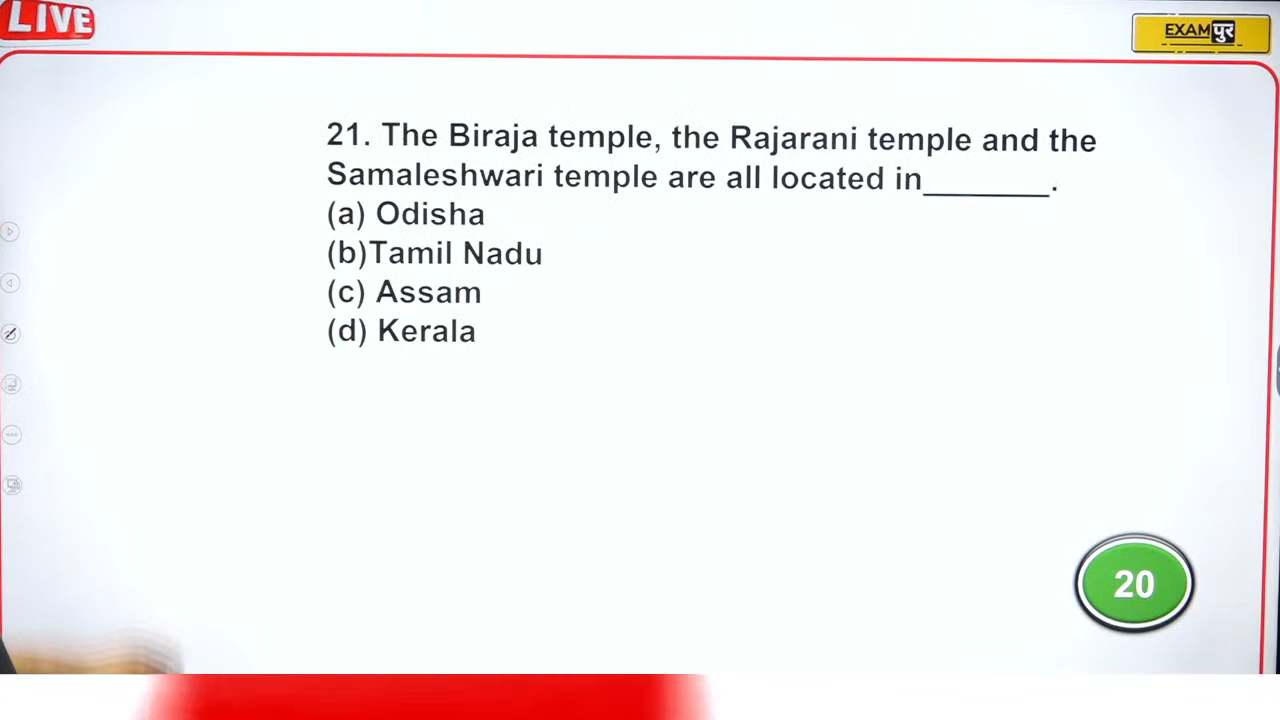 LIVE
EXAMपुर
21. The Biraja temple, the Rajarani temple and the
Samaleshwari temple are all located in________.
(a) Odisha
(b)Tamil Nadu
(c) Assam
(d) Kerala
20